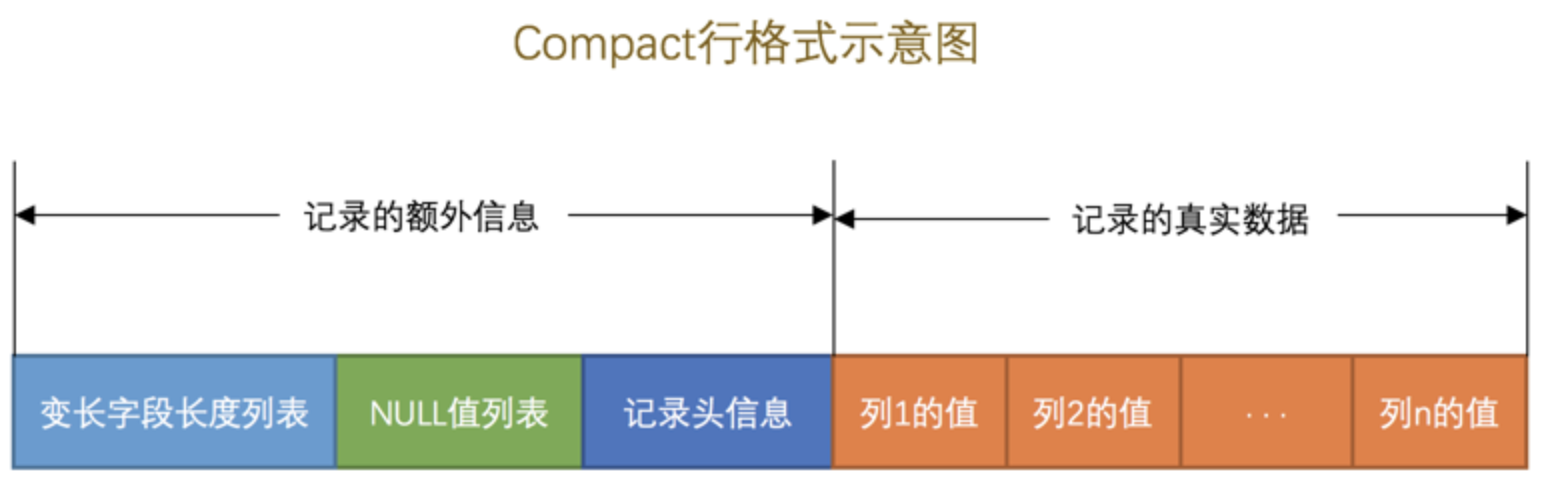 Compact行格式示意图
记录的额外信息
记录的真实数据
变长字段长度列表
NULL值列表
记录头信息
列1的值
列2的值
...
列n的值